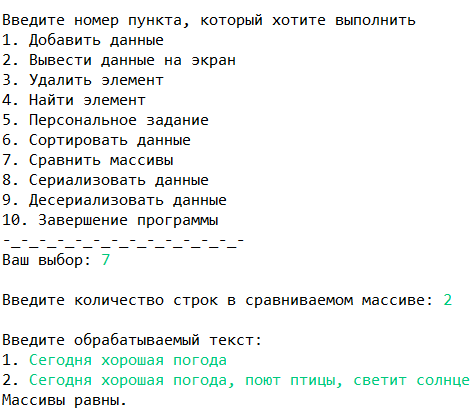 Введите номер пункта, который хотите выполнить
1. Добавить данные
2. Вывести данные на экран
3. Удалить элемент
4. Найти элемент
5. Персональное задание
6. Сортировать данные
7. Сравнить массивы
8. Сериализовать данные
9. Десериализовать данные
10. Завершение программы
-_-_-_-_-_-_-_-_-_-_-_-_-_-
Ваш выбор: 7
Введите количество строк в сравниваемом массиве: 2
Введите обрабатываемый текст:
1. Сегодня хорошая погода
2. Сегодня хорошая погода, поют птицы, светит солнце
Массивы равны.